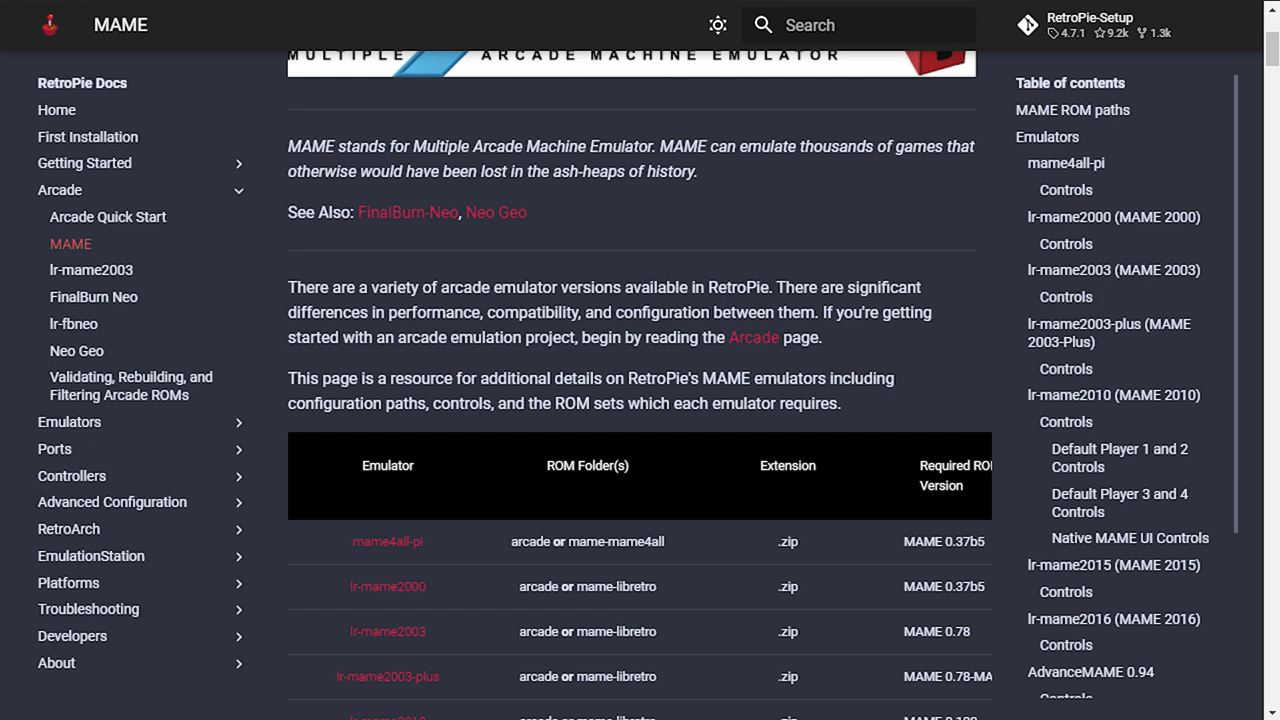 MAME
Search
RetroPie-Setup
4.7.1 9.2k 1.3k
RetroPie Docs
Home
First Installation
Getting Started
Arcade
Arcade Quick Start
MAME
lr-mame2003
FinalBurn Neo
lr-fbneo
Neo Geo
Validating, Rebuilding, and
Filtering Arcade ROMs
Emulators
Ports
Controllers
Advanced Configuration
RetroArch
EmulationStation
Platforms
Troubleshooting
Developers
About
MULTIPLE ARCADE MACHINE EMULATOR
MAME stands for Multiple Arcade Machine Emulator. MAME can emulate thousands of games that
otherwise would have been lost in the ash-heaps of history.
See Also: FinalBurn-Neo, Neo Geo
There are a variety of arcade emulator versions available in RetroPie. There are significant
differences in performance, compatibility, and configuration between them. If you're getting
started with an arcade emulation project, begin by reading the Arcade page.
This page is a resource for additional details on RetroPie's MAME emulators including
configuration paths, controls, and the ROM sets which each emulator requires.
Emulator ROM Folder(s) Extension Required RO
Version
mame4all-pi arcade or mame-mame4all .zip MAME 0.37b5
lr-mame2000 arcade or mame-libretro .zip MAME 0.37b5
lr-mame2003 arcade or mame-libretro .zip MAME 0.78
lr-mame2003-plus arcade or mame-libretro .zip MAME 0.78-MA
Table of contents
MAME ROM paths
Emulators
mame4all-pi
Controls
lr-mame2000 (MAME 2000)
Controls
lr-mame2003 (MAME 2003)
Controls
lr-mame2003-plus (MAME
2003-Plus)
Controls
lr-mame2010 (MAME 2010)
Controls
Default Player 1 and 2
Controls
Default Player 3 and 4
Controls
Native MAME UI Controls
lr-mame2015 (MAME 2015)
Controls
lr-mame2016 (MAME 2016)
Controls
AdvanceMAME 0.94
Controls